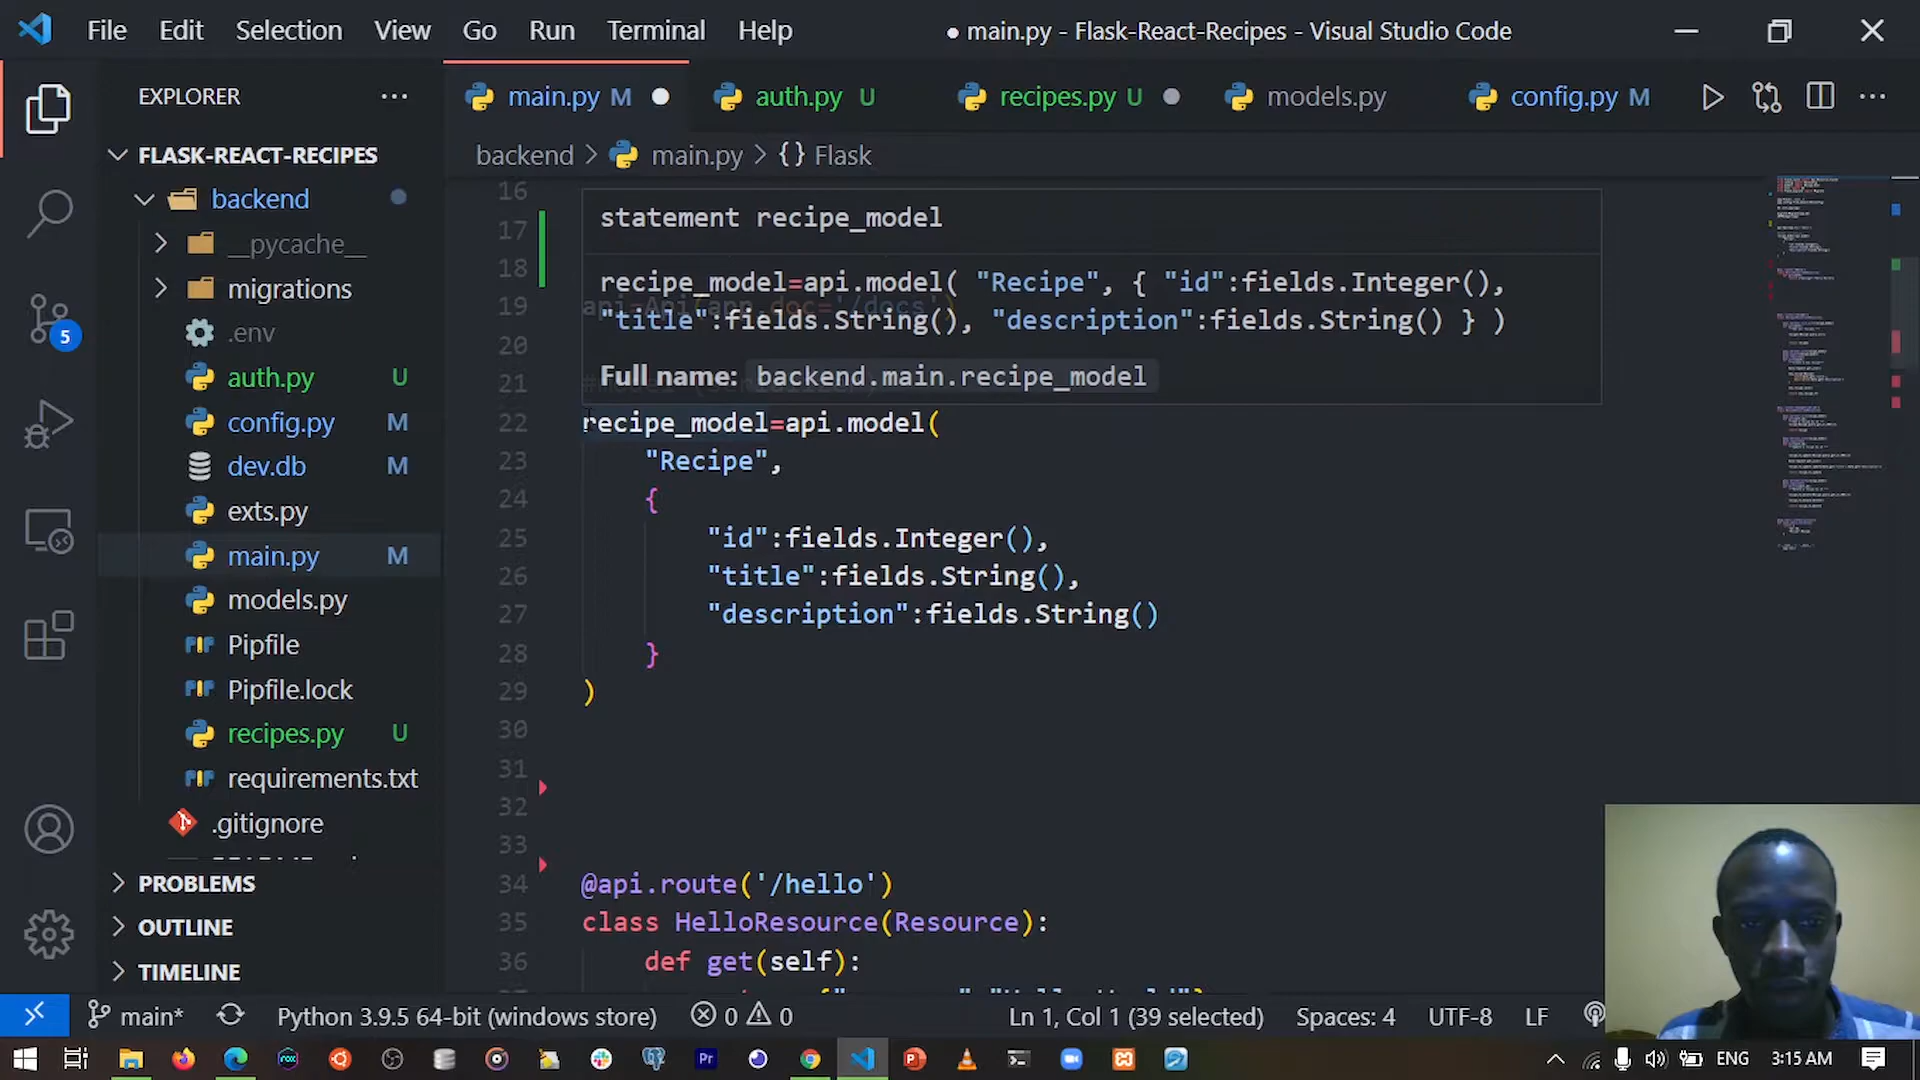 File Edit Selection View Go Run Terminal Help
● main.py - Flask-React-Recipes - Visual Studio Code
EXPLORER
main.py M
auth.py U
recipes.py U
models.py
config.py M
backend > main.py > {} Flask
FLASK-REACT-RECIPES
backend
__pycache__
migrations
.env
auth.py U
config.py M
dev.db M
exts.py
main.py M
models.py
Pipfile
Pipfile.lock
recipes.py U
requirements.txt
.gitignore
PROBLEMS
OUTLINE
TIMELINE
5
16
statement recipe_model
17
18 recipe_model=api.model( "Recipe", { "id":fields.Integer(),
19 api=Api(app,doc='/docs')
"title":fields.String(), "description":fields.String() } )
20
21
Full name: backend.main.recipe_model
22 recipe_model=api.model(
23 "Recipe",
24 {
25 "id":fields.Integer(),
26 "title":fields.String(),
27 "description":fields.String()
28 }
29 )
30
31
32
33
34 @api.route('/hello')
35 class HelloResource(Resource):
36 def get(self):
main* Python 3.9.5 64-bit (windows store) 0 0 Ln 1, Col 1 (39 selected) Spaces: 4 UTF-8 LF
ENG 3:15 AM